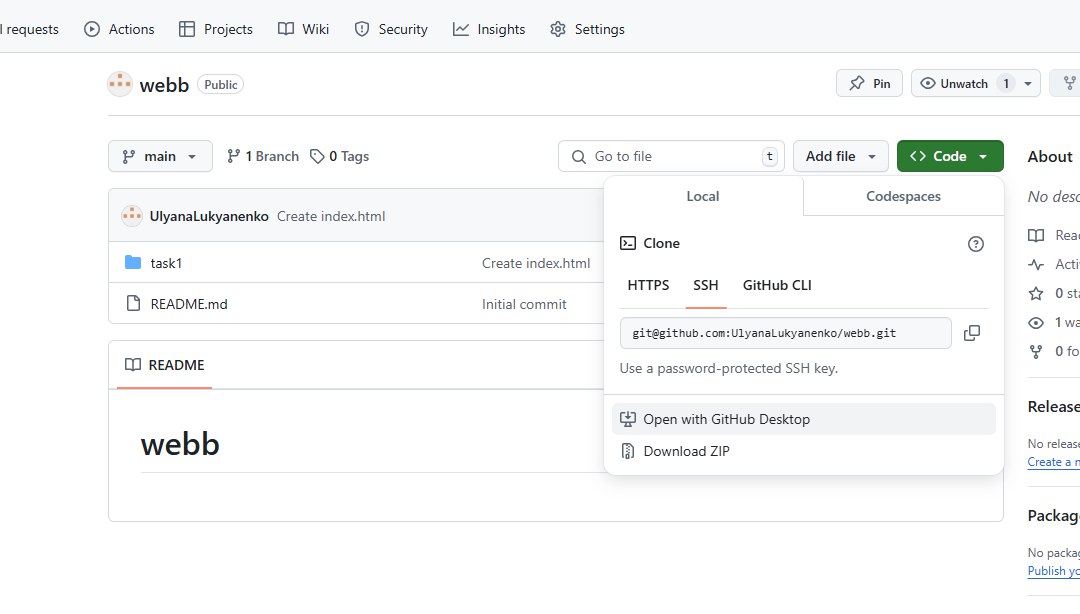 l requests Actions Projects Wiki Security Insights Settings
webb Public Pin Unwatch 1
main 1 Branch 0 Tags Go to file t Add file Code About
Local Codespaces
No desc
UlyanaLukyanenko Create index.html
Clone
task1 Create index.html
HTTPS SSH GitHub CLI
README.md Initial commit
git@github.com:UlyanaLukyanenko/webb.git
Use a password-protected SSH key.
Open with GitHub Desktop
Download ZIP
README
webb
Read
Activ
0 sta
1 wa
0 fo
Release
No release
Create a n
Packag
No packag
Publish yo